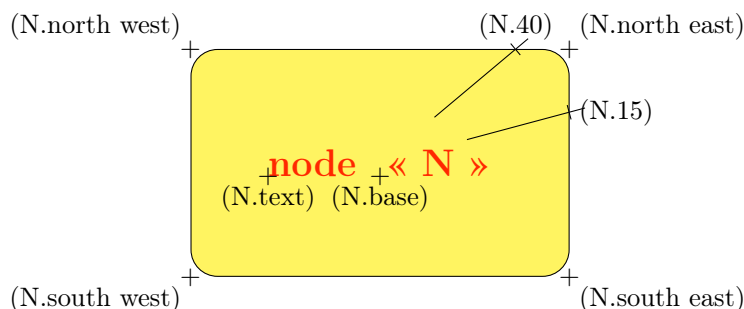 (N.north west)
(N.40)
(N.north east)
(N.15)
node « N »
(N.text)
(N.base)
(N.south west)
(N.south east)